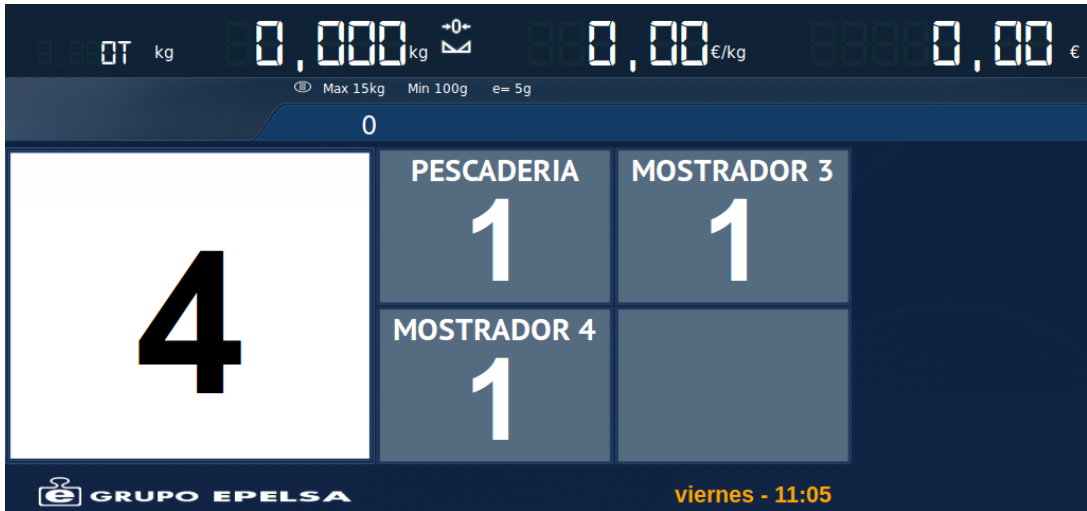 0T kg 0,000 kg →0← 0,00 €/kg 0,00 €
Max 15kg Min 100g e= 5g
0
4
PESCADERIA
1
MOSTRADOR 3
1
MOSTRADOR 4
1
e GRUPO EPELSA
viernes - 11:05